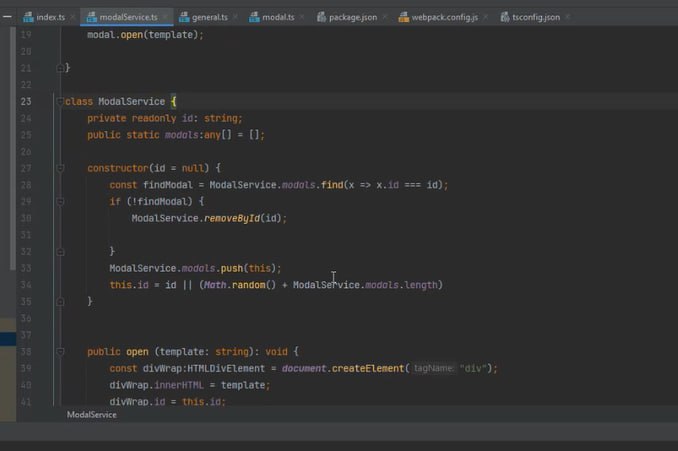 index.ts modalService.ts general.ts modal.ts package.json webpack.config.js tsconfig.json
19 modal.open(template);
20
21 }
22
23 class ModalService {
24 private readonly id: string;
25 public static modals:any[] = [];
26
27 constructor(id = null) {
28 const findModal = ModalService.modals.find(x => x.id === id);
29 if (!findModal) {
30 ModalService.removeById(id);
31
32 }
33 ModalService.modals.push(this);
34 this.id = id || (Math.random() + ModalService.modals.length)
35 }
36
37
38 public open (template: string): void {
39 const divWrap:HTMLDivElement = document.createElement( tagName: "div");
40 divWrap.innerHTML = template;
41 divWrap.id = this.id;
ModalService